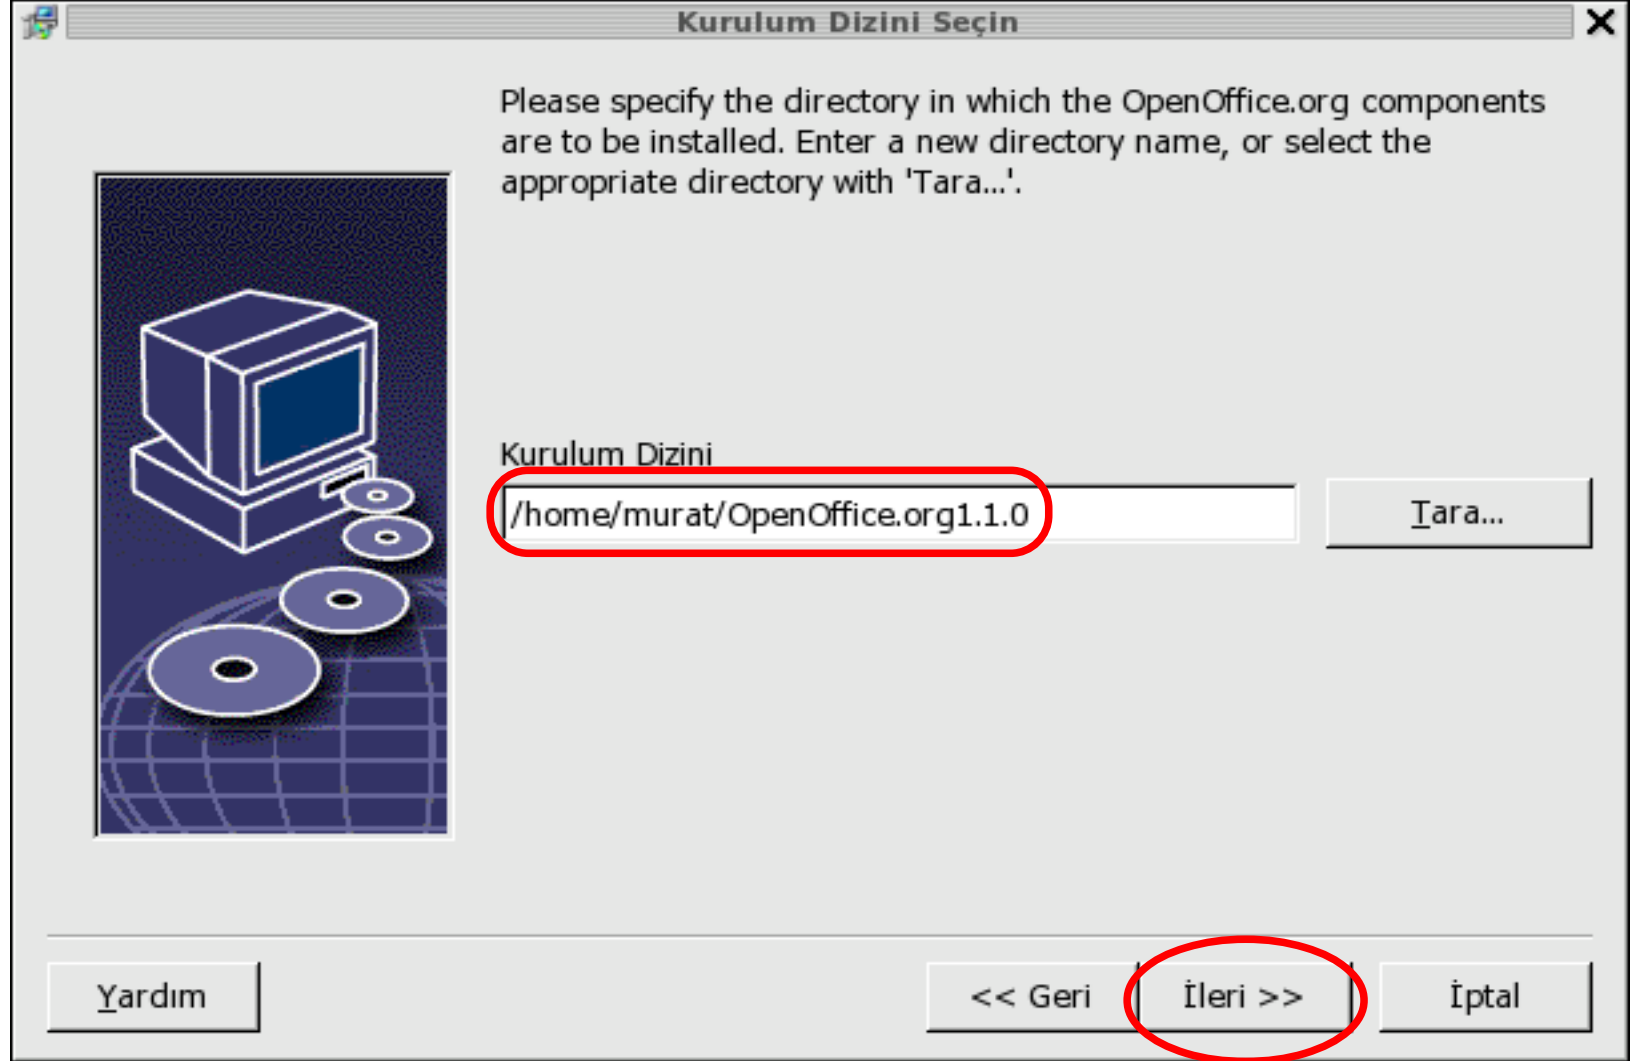 Kurulum Dizini Seçin
Please specify the directory in which the OpenOffice.org components
are to be installed. Enter a new directory name, or select the
appropriate directory with 'Tara...'.
Kurulum Dizini
/home/murat/OpenOffice.org1.1.0
Tara...
Yardım
<< Geri
İleri >>
İptal